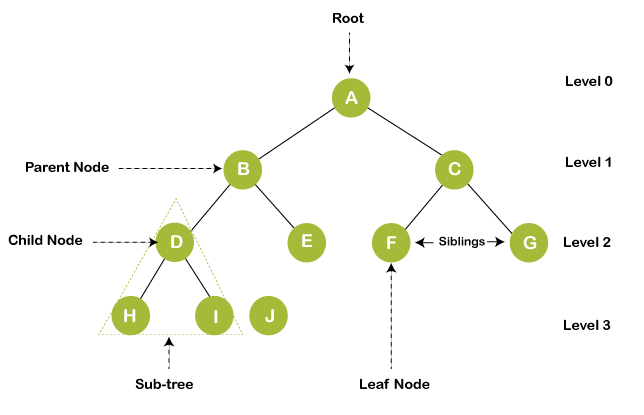 Root
A
Level 0
Parent Node
B
C
Level 1
Child Node
D
E
F
Siblings
G
Level 2
H
I
J
Level 3
Sub-tree
Leaf Node